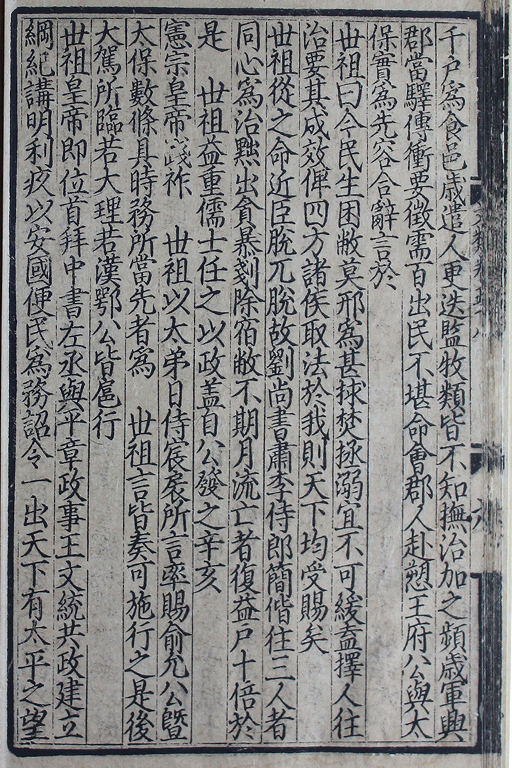 千戶為食邑歲遣人更迭監牧類皆不知撫治加之頻歲軍興
郡當驛傳衝要徵需百出民不堪命會郡人赴愬王府公與太
保實為先容合辭言於
世祖曰今民生困敝莫邢為甚捄焚拯溺宜不可緩盍擇人往
治要其成效俾四方諸侯取法於我則天下均受賜矣
世祖從之命近臣脫兀脫故劉尚書肅李侍郎簡偕往三人者
同心為治黜出貪暴剗除宿敝不期月流亡者復益戶十倍於
是 世祖益重儒士任之以政蓋自公發之辛亥
憲宗皇帝踐祚 世祖以太弟日侍宸扆所言率賜俞允公暨
太保數條具時務所當先者為 世祖言皆奏可施行之是後
大駕所臨若大理若漢鄂公皆扈行
世祖皇帝即位首拜中書左丞與平章政事王文統共政建立
綱紀講明利疚以安國便民為務詔令一出天下有太平之望